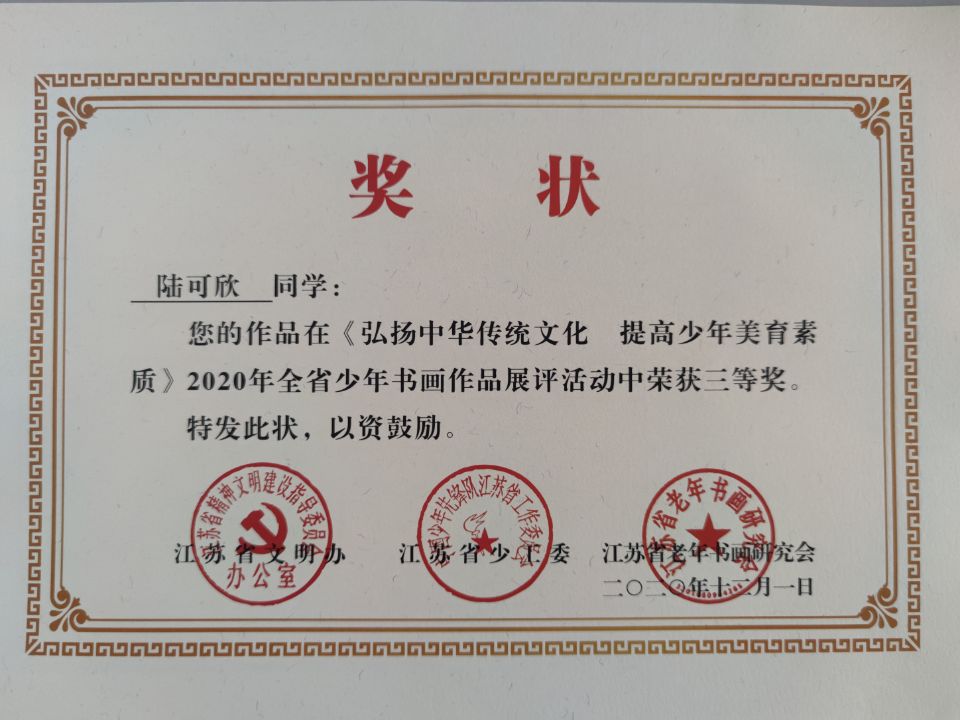 奖 状
陆可欣 同学：
您的作品在《弘扬中华传统文化 提高少年美育素
质》2020年全省少年书画作品展评活动中荣获三等奖。
特发此状，以资鼓励。
江苏省精神文明建设指导委员会
办公室
中国少年先锋队江苏省工作委员会
江苏省老年书画研究会
江苏省文明办 江苏省少工委 江苏省老年书画研究会
二〇二〇年十二月一日